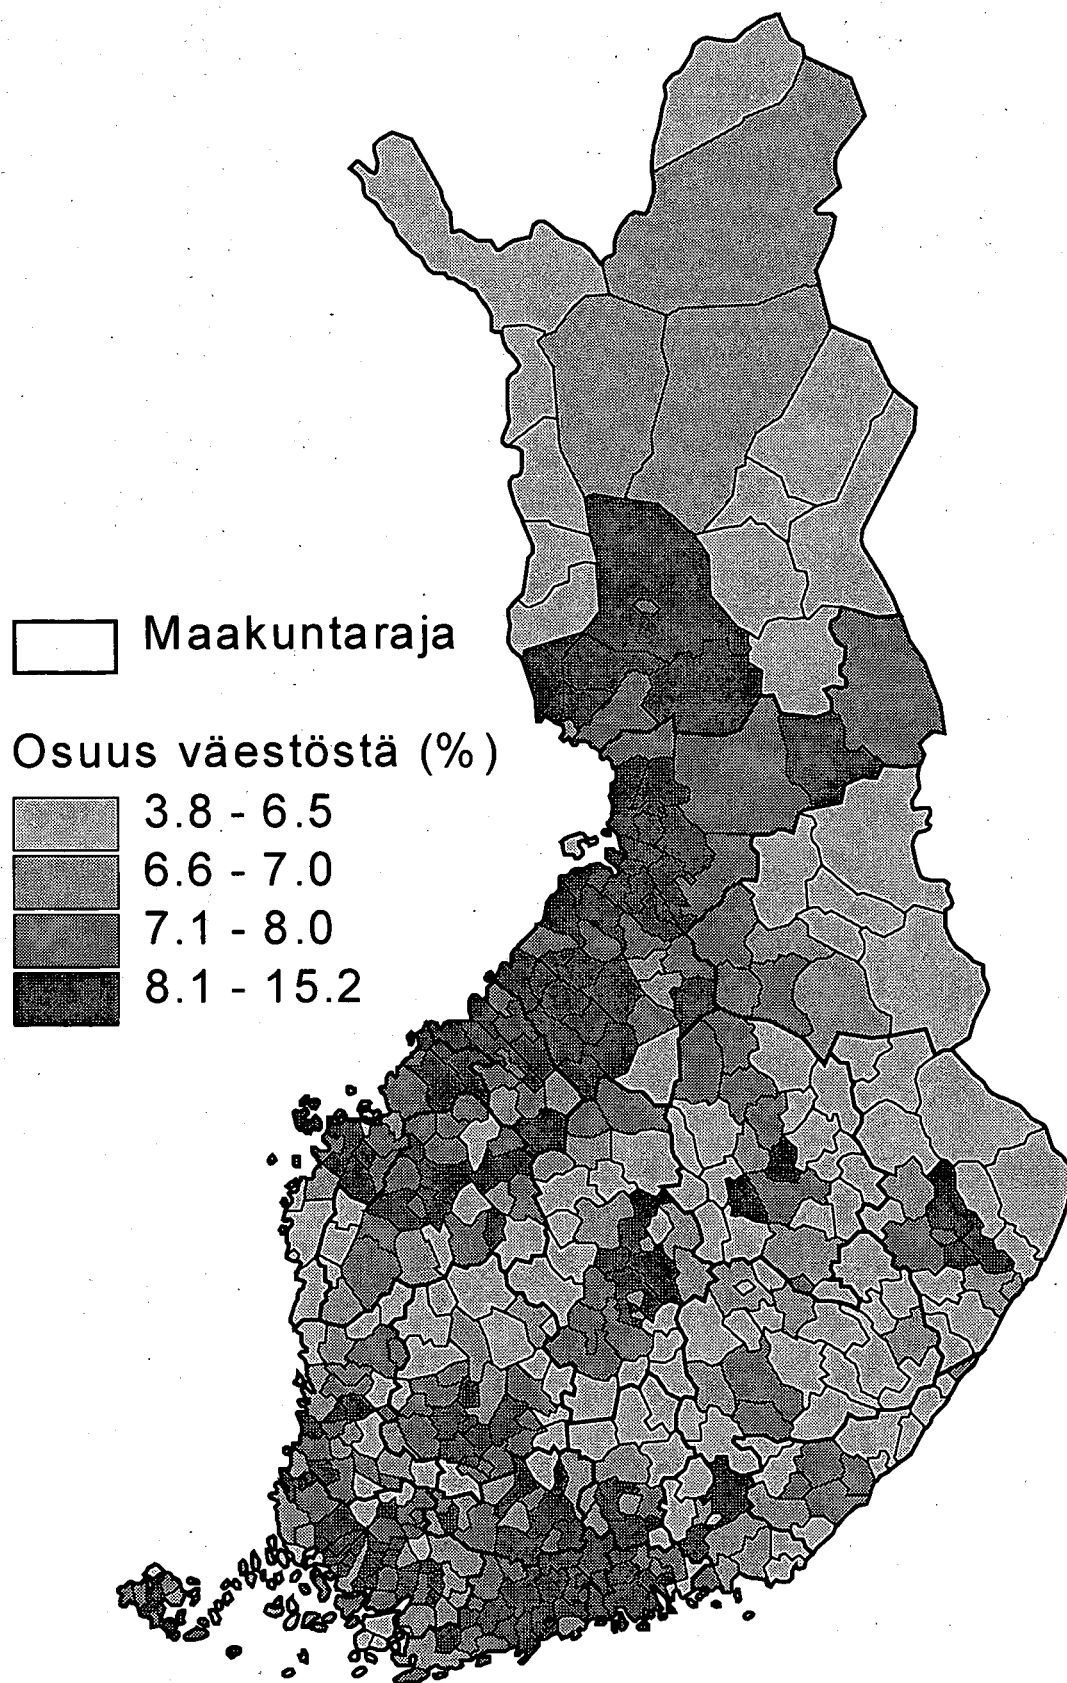 Maakuntaraja
Osuus väestöstä (%)
3.8 - 6.5
6.6 - 7.0
7.1 - 8.0
8.1 - 15.2